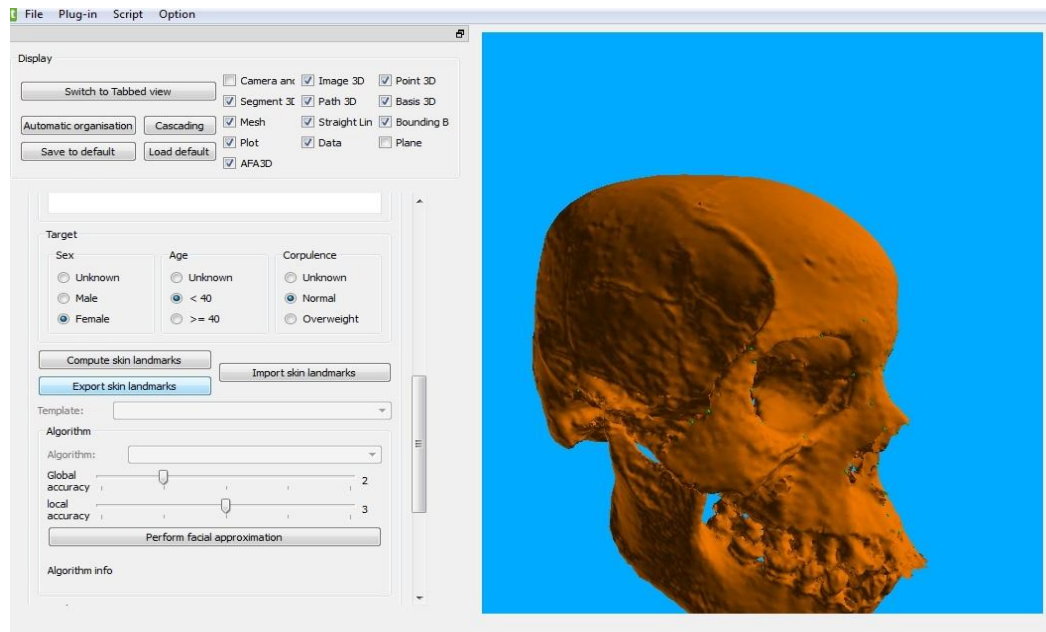 File Plug-in Script Option
Display
Switch to Tabbed view
Automatic organisation Cascading
Save to default Load default
Camera and Image 3D Point 3D
Segment 3D Path 3D Basis 3D
Mesh Straight Lin Bounding B
Plot Data Plane
AFA3D
Target
Sex Age Corpulence
Unknown Unknown Unknown
Male < 40 Normal
Female >= 40 Overweight
Compute skin landmarks
Import skin landmarks
Export skin landmarks
Template:
Algorithm
Algorithm:
Global accuracy 2
local accuracy 3
Perform facial approximation
Algorithm info